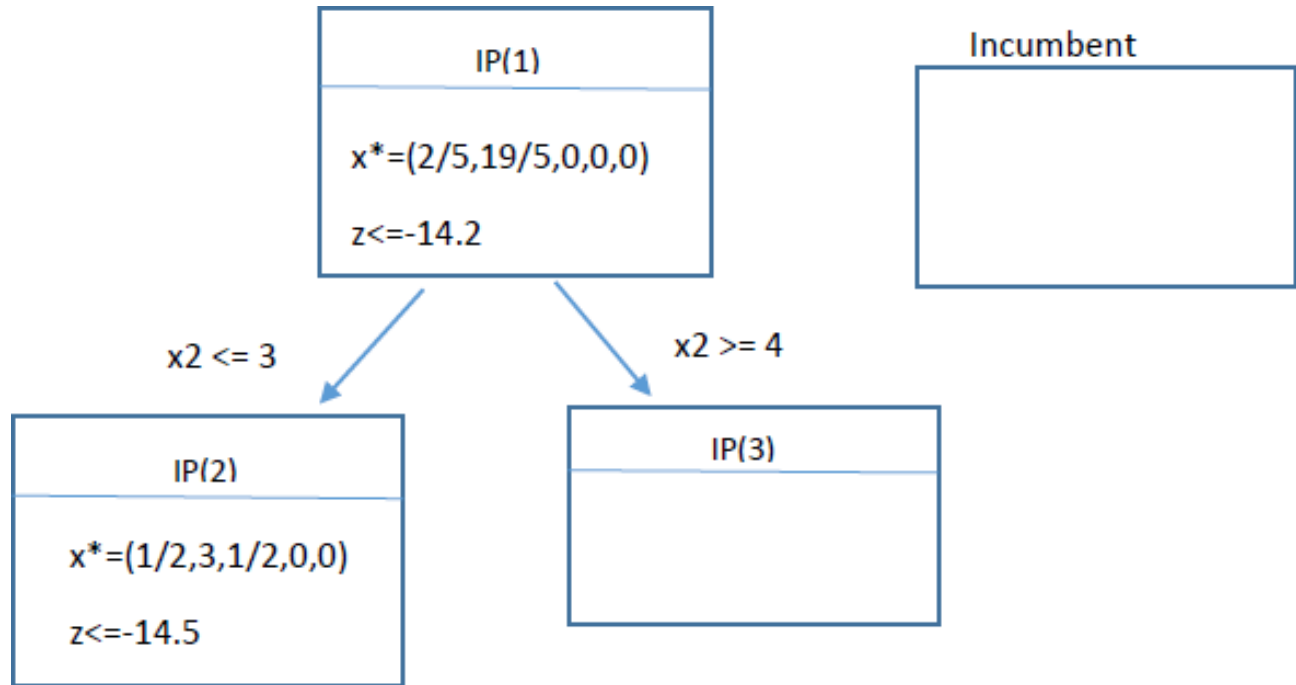 IP(1)
x*=(2/5,19/5,0,0,0)
z<=-14.2
Incumbent
x2 <= 3
x2 >= 4
IP(2)
x*=(1/2,3,1/2,0,0)
z<=-14.5
IP(3)